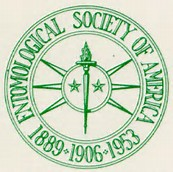 ENTOMOLOGICAL SOCIETY OF AMERICA
1889·1906·1953